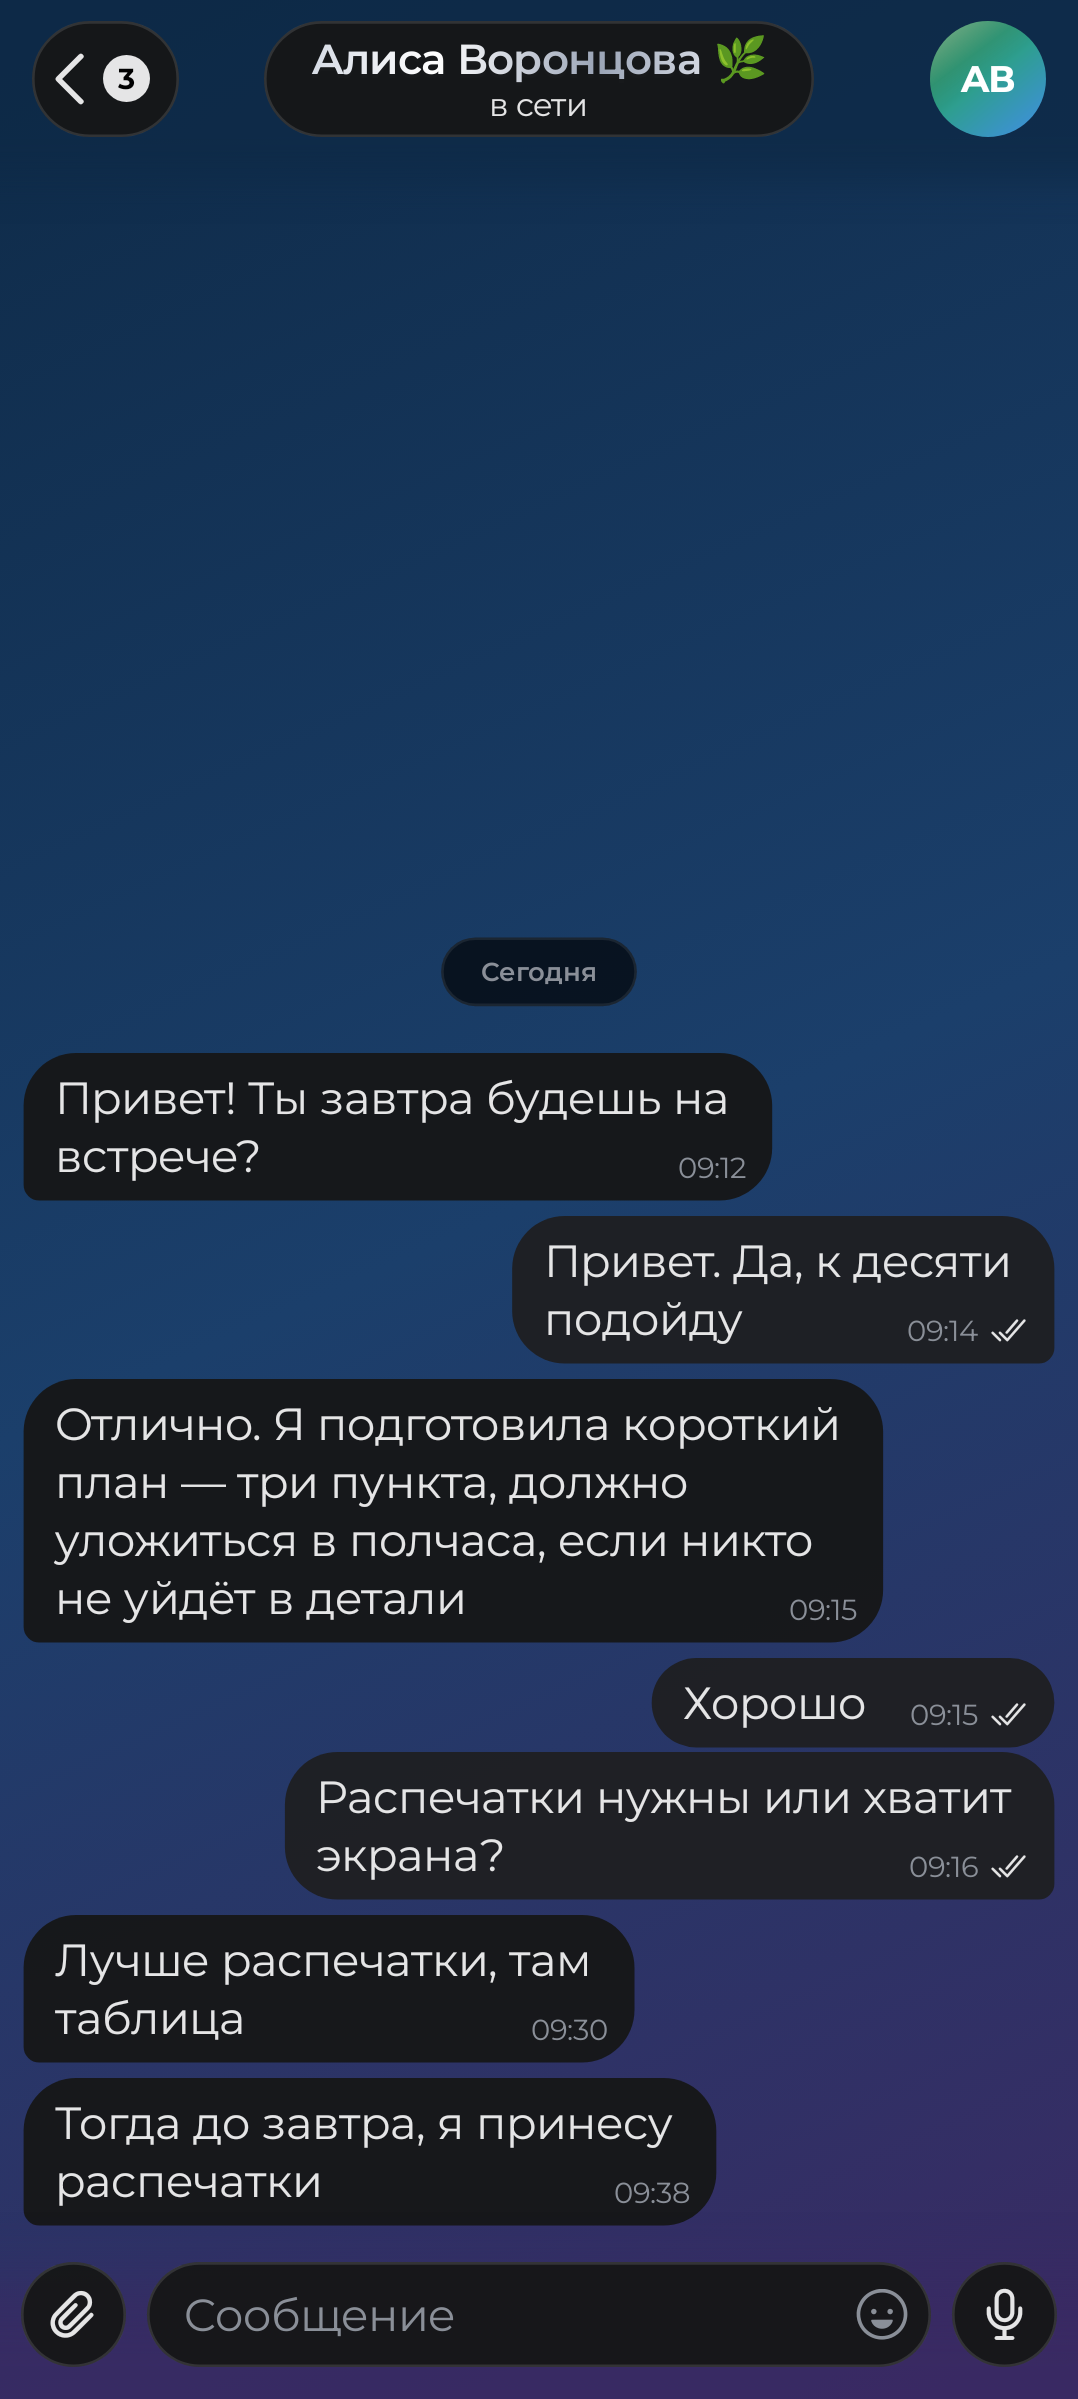 3
Алиса Воронцова 🌿
в сети
АВ
Сегодня
Привет! Ты завтра будешь на
встрече?
09:12
Привет. Да, к десяти
подойду
09:14
Отлично. Я подготовила короткий
план — три пункта, должно
уложиться в полчаса, если никто
не уйдёт в детали
09:15
Хорошо
09:15
Распечатки нужны или хватит
экрана?
09:16
Лучше распечатки, там
таблица
09:30
Тогда до завтра, я принесу
распечатки
09:38
Сообщение